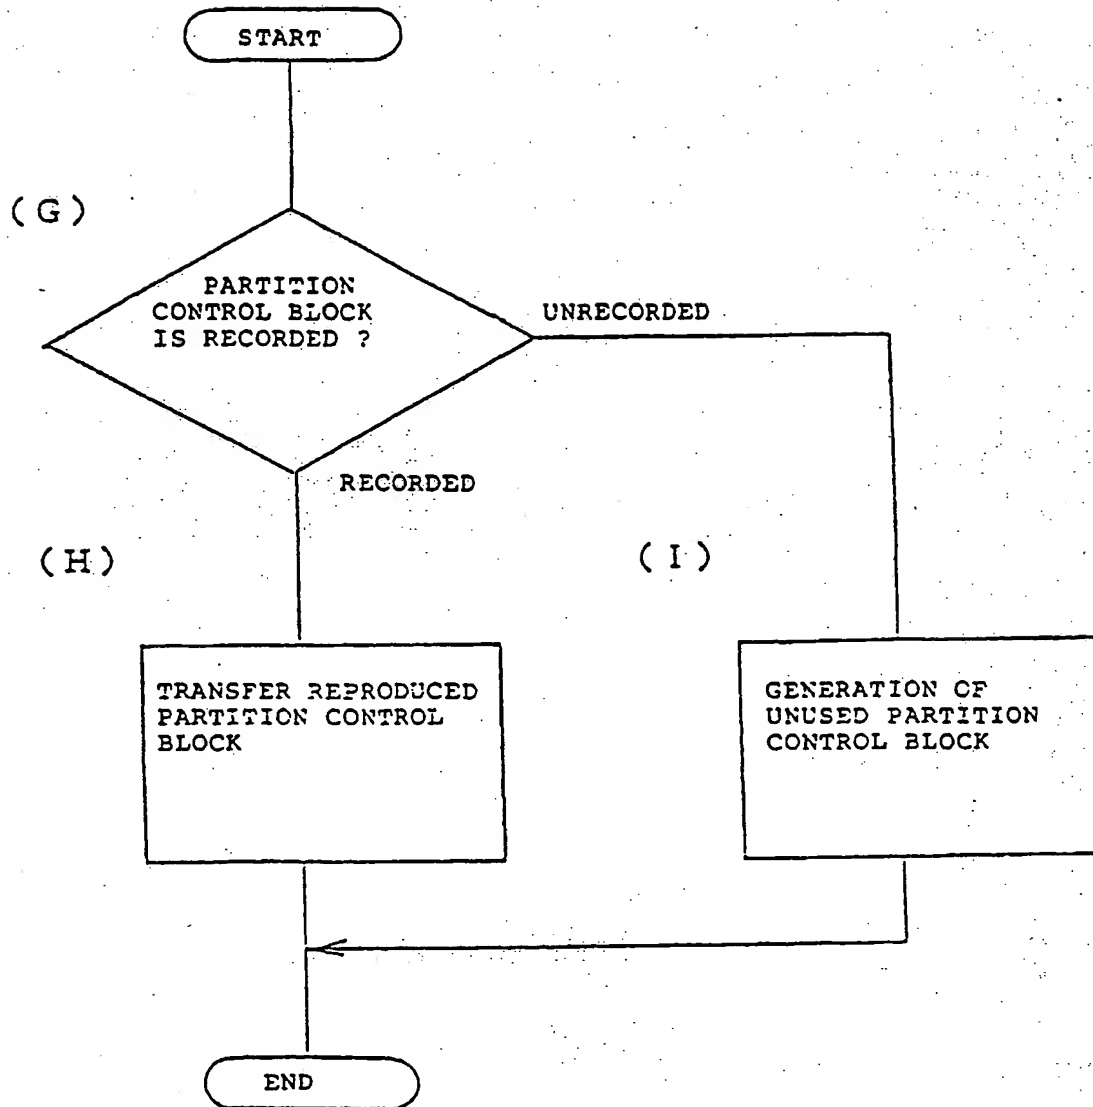 START
(G)
PARTITION
CONTROL BLOCK
IS RECORDED ?
UNRECORDED
RECORDED
(H)
(I)
TRANSFER REPRODUCED
PARTITION CONTROL
BLOCK
GENERATION OF
UNUSED PARTITION
CONTROL BLOCK
END